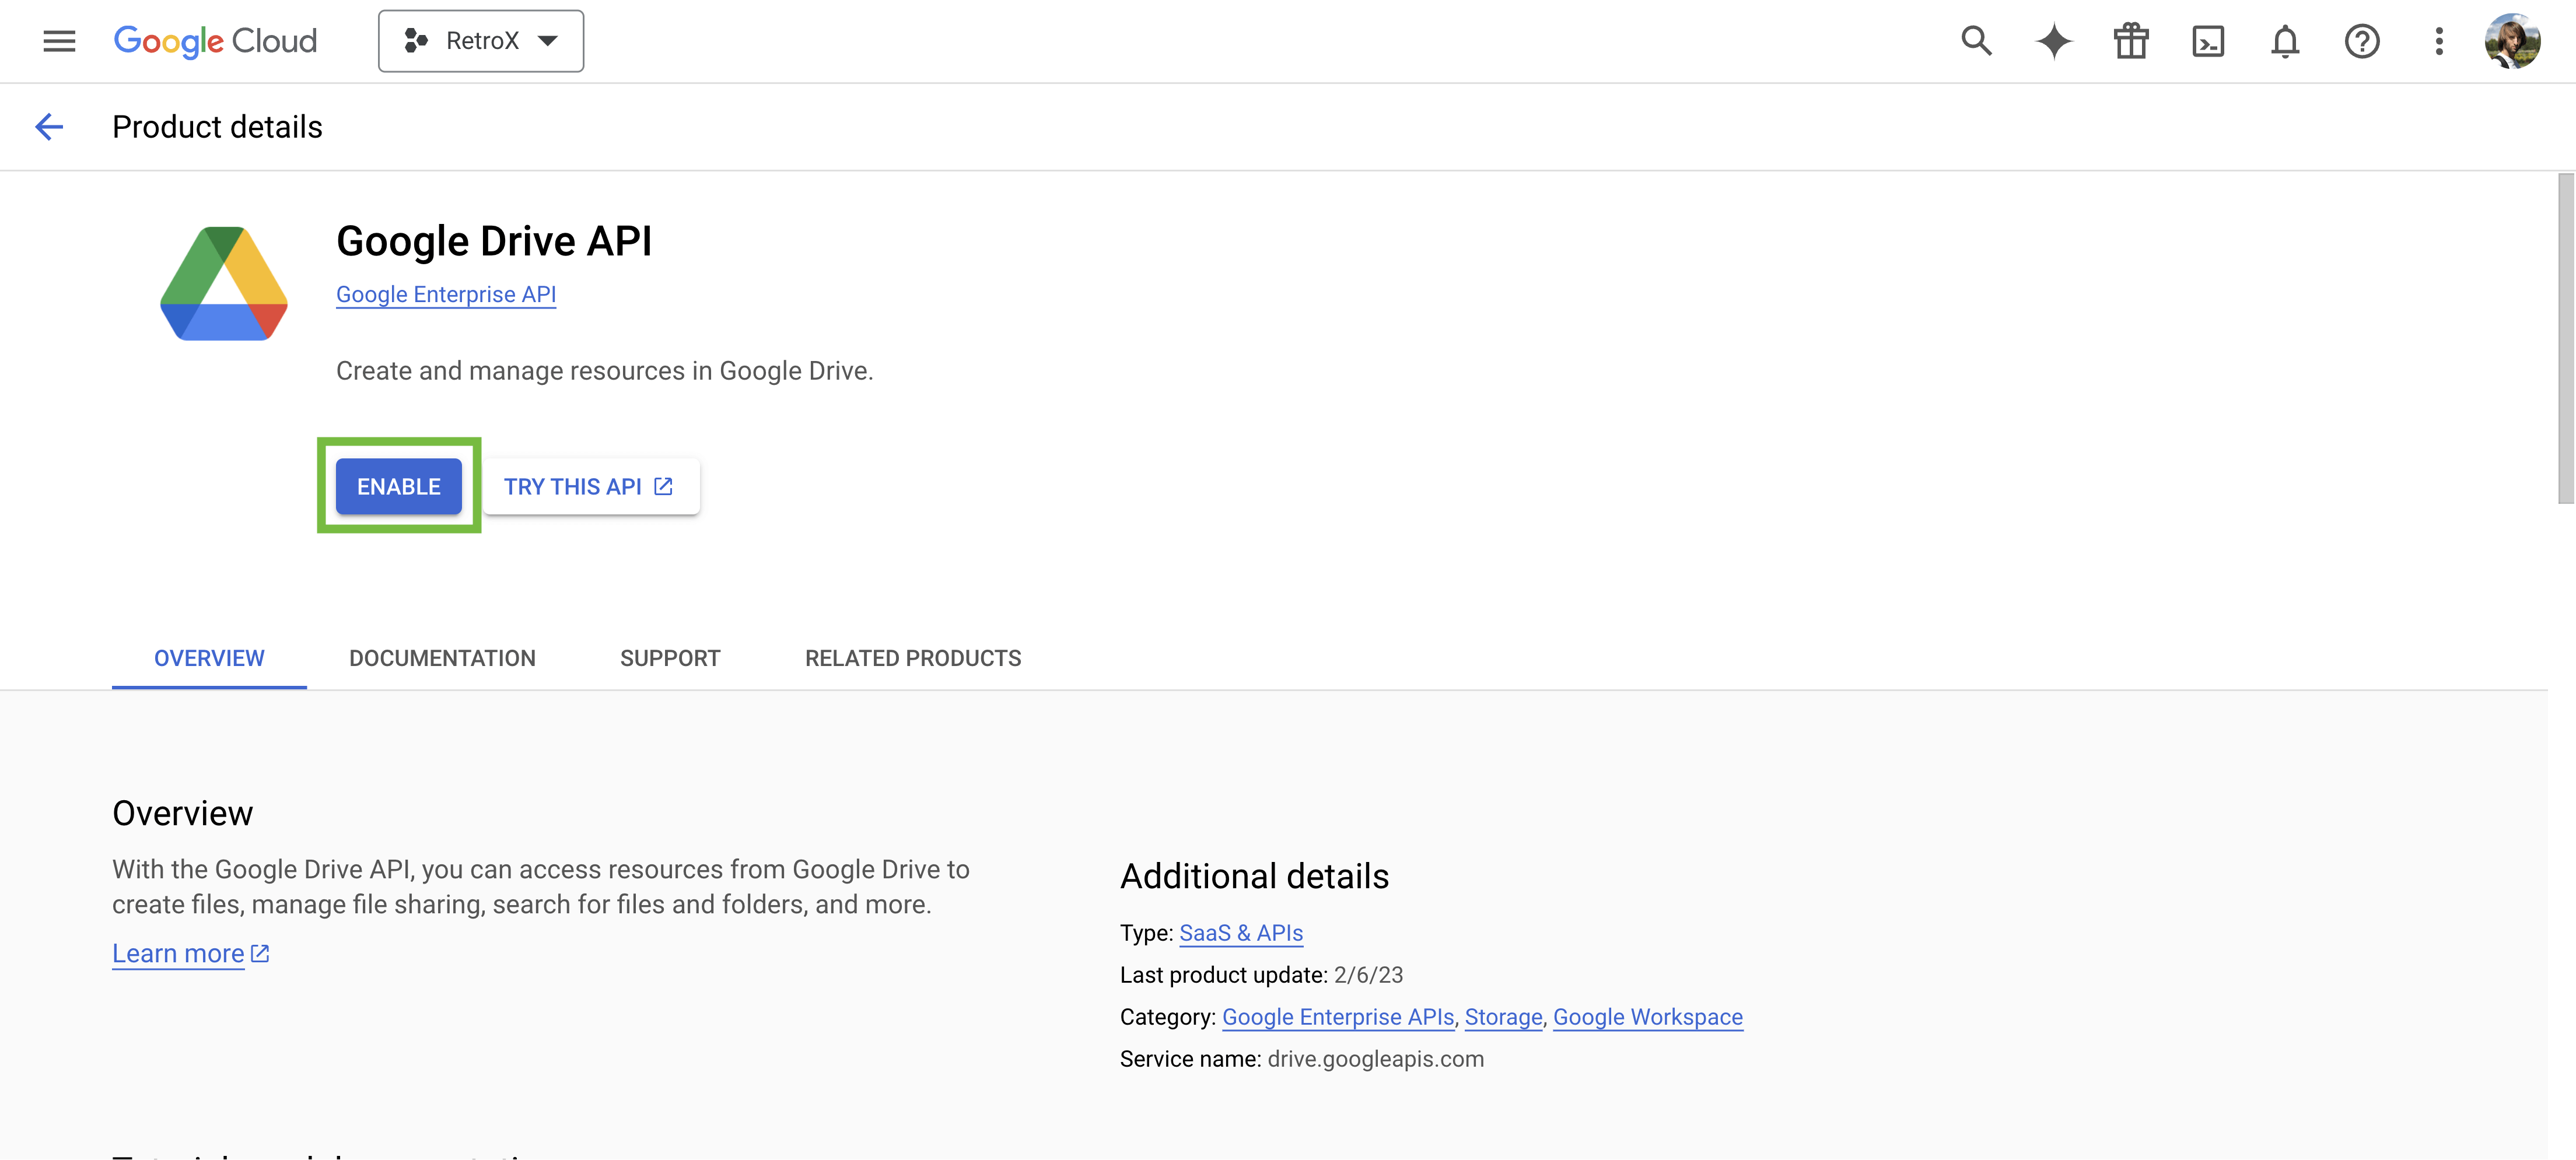 Google Cloud
RetroX
Product details
Google Drive API
Google Enterprise API
Create and manage resources in Google Drive.
ENABLE
TRY THIS API
OVERVIEW
DOCUMENTATION
SUPPORT
RELATED PRODUCTS
Overview
With the Google Drive API, you can access resources from Google Drive to
create files, manage file sharing, search for files and folders, and more.
Learn more
Additional details
Type: SaaS & APIs
Last product update: 2/6/23
Category: Google Enterprise APIs, Storage, Google Workspace
Service name: drive.googleapis.com